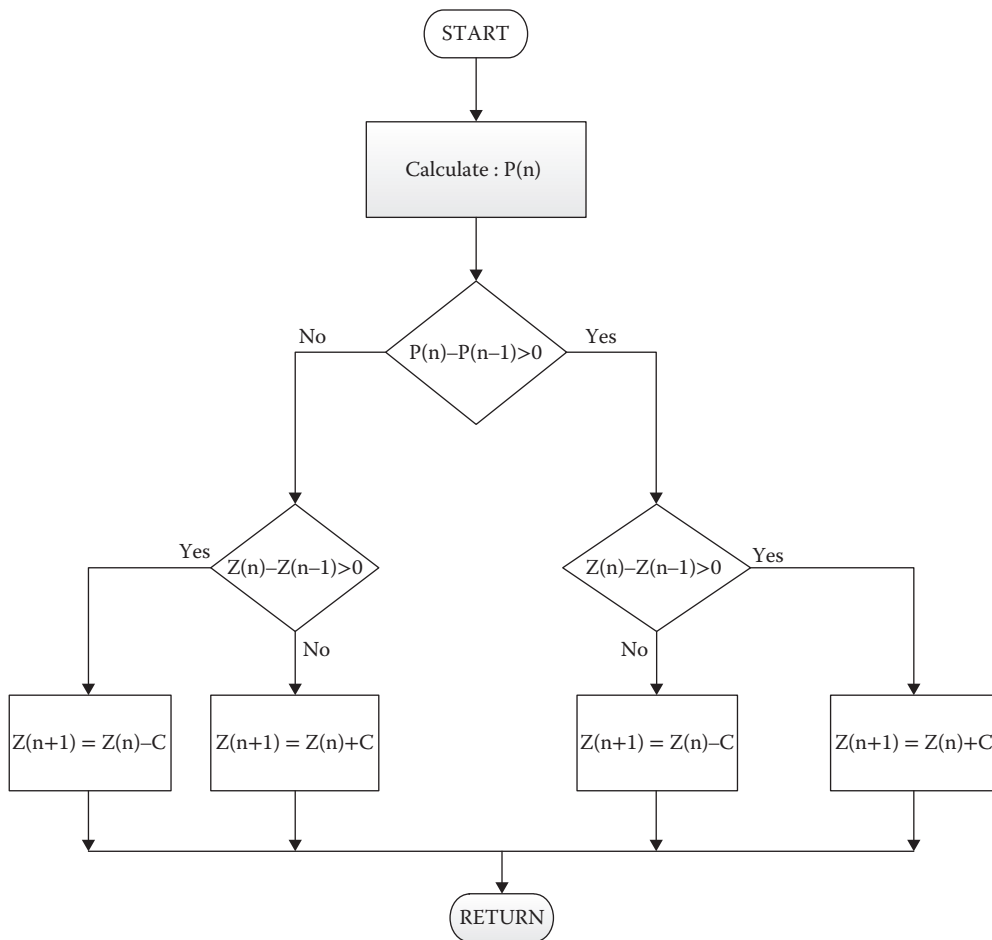 START
Calculate : P(n)
No
Yes
P(n)–P(n–1)>0
Yes
Z(n)–Z(n–1)>0
Z(n)–Z(n–1)>0
Yes
No
No
Z(n+1) = Z(n)–C
Z(n+1) = Z(n)+C
Z(n+1) = Z(n)–C
Z(n+1) = Z(n)+C
RETURN